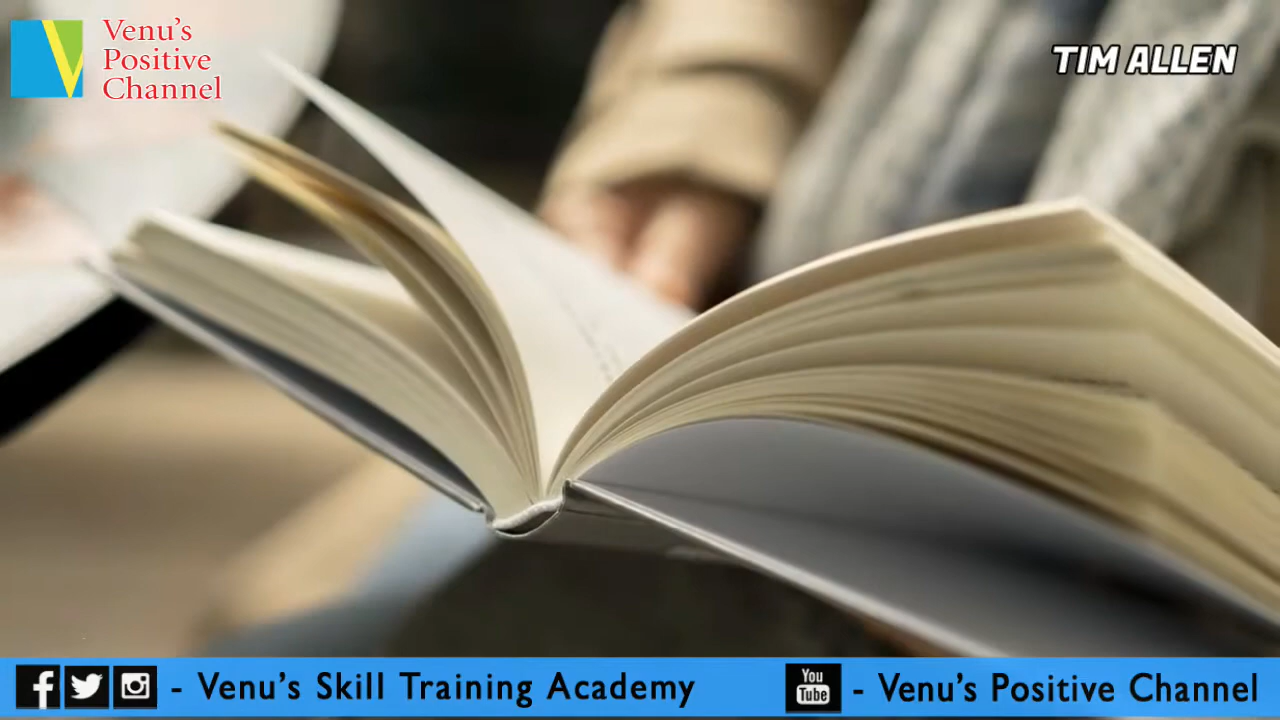 Venu's
Positive
Channel
TIM ALLEN
- Venu's Skill Training Academy
You
Tube
- Venu's Positive Channel